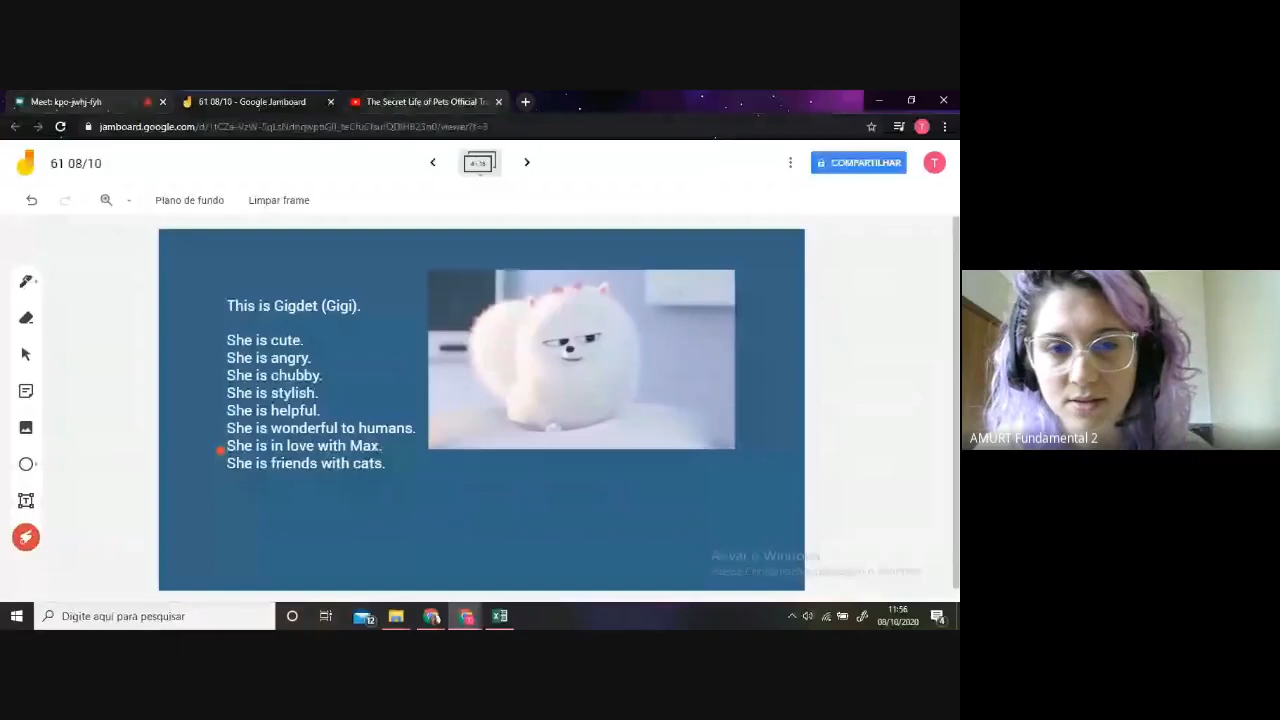 Meet: kpo-jwhj-fyh
61 08/10 - Google Jamboard
The Secret Life of Pets Official Tr
61 08/10
COMPARTILHAR
T
Plano de fundo
Limpar frame
This is Gigdet (Gigi).
She is cute.
She is angry.
She is chubby.
She is stylish.
She is helpful.
She is wonderful to humans.
She is in love with Max.
She is friends with cats.
AMURT Fundamental 2
Digite aqui para pesquisar
12
11:56
08/10/2020
4